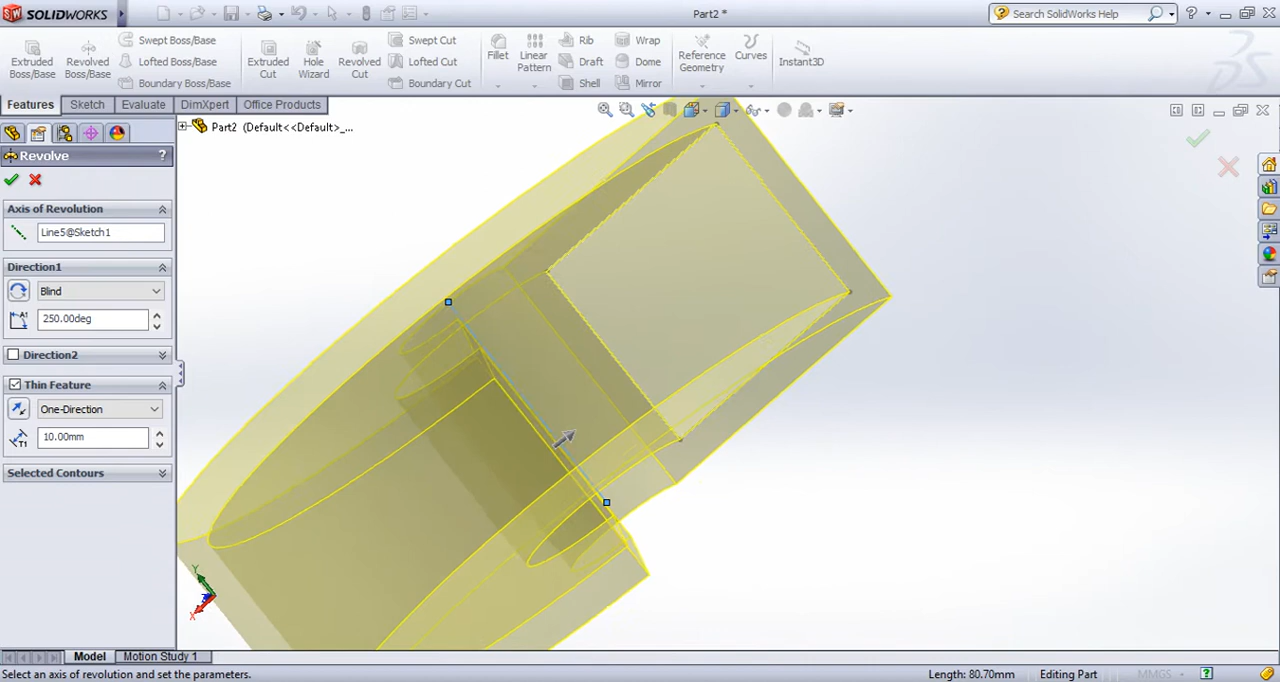 SOLIDWORKS
Part2 *
Search SolidWorks Help
Extruded Boss/Base
Revolved Boss/Base
Swept Boss/Base
Lofted Boss/Base
Boundary Boss/Base
Extruded Cut
Hole Wizard
Revolved Cut
Swept Cut
Lofted Cut
Boundary Cut
Fillet
Linear Pattern
Rib
Draft
Shell
Wrap
Dome
Mirror
Reference Geometry
Curves
Instant3D
Features
Sketch
Evaluate
DimXpert
Office Products
Part2 (Default<<Default>_...
Revolve
?
Axis of Revolution
Line5@Sketch1
Direction1
Blind
A1
250.00deg
Direction2
Thin Feature
One-Direction
T1
10.00mm
Selected Contours
Y
X
Model
Motion Study 1
Select an axis of revolution and set the parameters.
Length: 80.70mm
Editing Part
MMGS
?